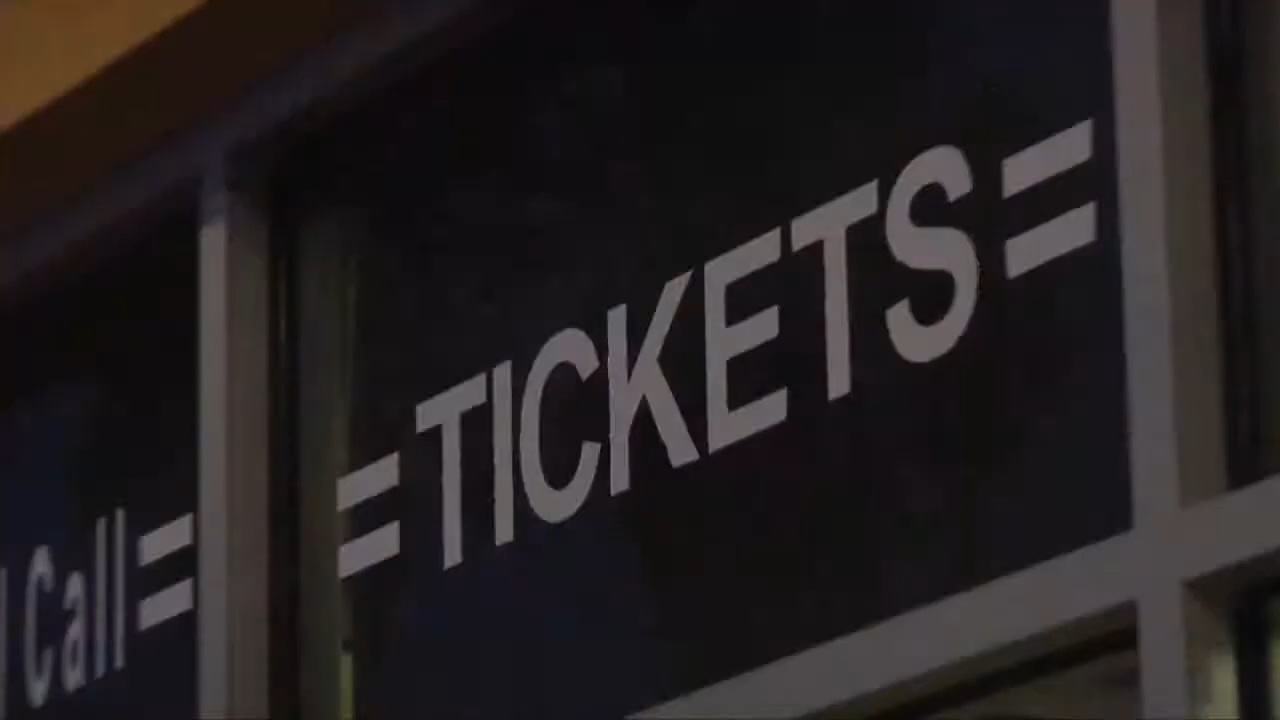 Call =
= TICKETS =